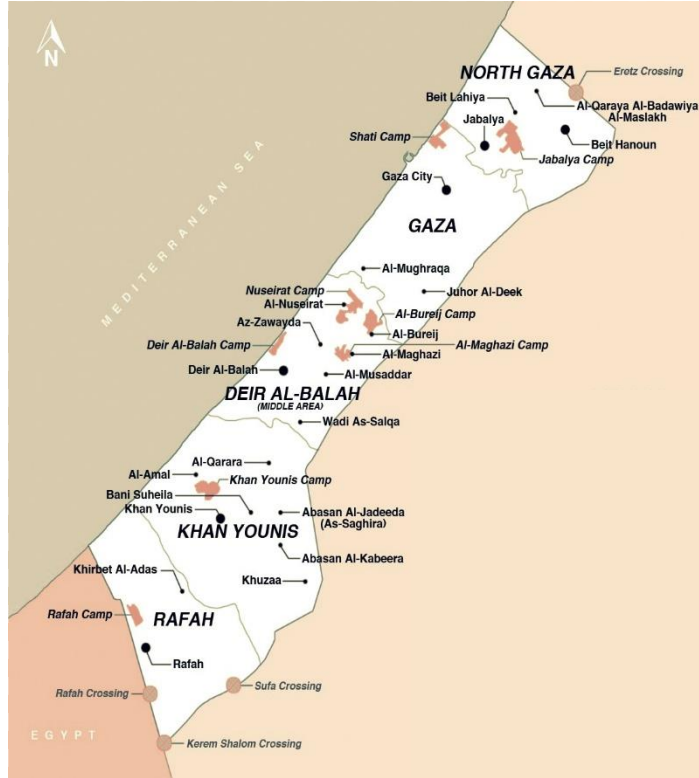 N
NORTH GAZA
Eretz Crossing
Beit Lahiya
Al-Qaraya Al-Badawiya
Al-Maslakh
Shati Camp
Jabalya
Beit Hanoun
Jabalya Camp
Gaza City
MEDITERRANEAN SEA
GAZA
Al-Mughraqa
Nuseirat Camp
Juhor Al-Deek
Al-Nuseirat
Al-Bureij Camp
Az-Zawayda
Al-Bureij
Deir Al-Balah Camp
Al-Maghazi Camp
Al-Maghazi
Deir Al-Balah
Al-Musaddar
DEIR AL-BALAH
(MIDDLE AREA)
Wadi As-Salqa
Al-Qarara
Al-Amal
Khan Younis Camp
Bani Suheila
Khan Younis
Abasan Al-Jadeeda
(As-Saghira)
KHAN YOUNIS
Abasan Al-Kabeera
Khirbet Al-Adas
Khuzaa
Rafah Camp
RAFAH
Rafah
Rafah Crossing
Sufa Crossing
EGYPT
Kerem Shalom Crossing